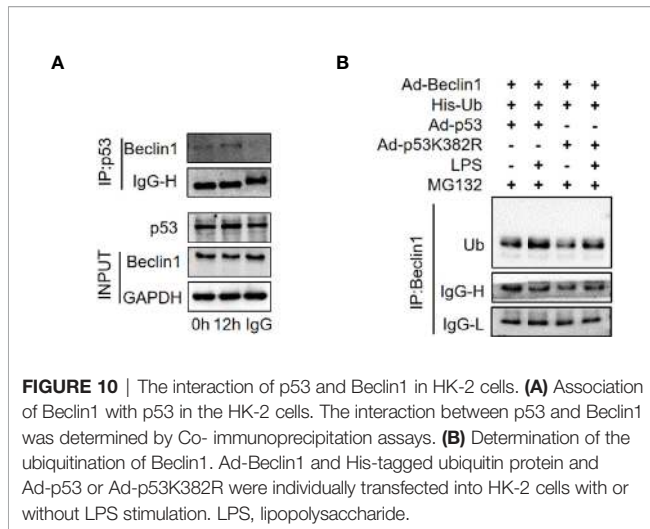 A
IP:p53
Beclin1
IgG-H
INPUT
p53
Beclin1
GAPDH
0h 12h IgG
B
Ad-Beclin1 + + + +
His-Ub + + + +
Ad-p53 + + - -
Ad-p53K382R - - + +
LPS - + - +
MG132 + + + +
IP:Beclin1
Ub
IgG-H
IgG-L
FIGURE 10 | The interaction of p53 and Beclin1 in HK-2 cells. (A) Association
of Beclin1 with p53 in the HK-2 cells. The interaction between p53 and Beclin1
was determined by Co- immunoprecipitation assays. (B) Determination of the
ubiquitination of Beclin1. Ad-Beclin1 and His-tagged ubiquitin protein and
Ad-p53 or Ad-p53K382R were individually transfected into HK-2 cells with or
without LPS stimulation. LPS, lipopolysaccharide.